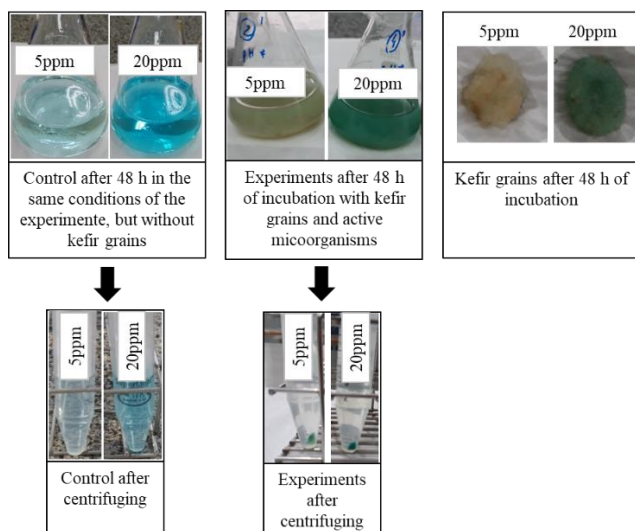 5ppm
20ppm
5ppm
20ppm
5ppm
20ppm
Control after 48 h in the
same conditions of the
experimente, but without
kefir grains
Experiments after 48 h
of incubation with kefir
grains and active
micoorganisms
Kefir grains after 48 h of
incubation
5ppm
20ppm
5ppm
20ppm
Control after
centrifuging
Experiments
after
centrifuging